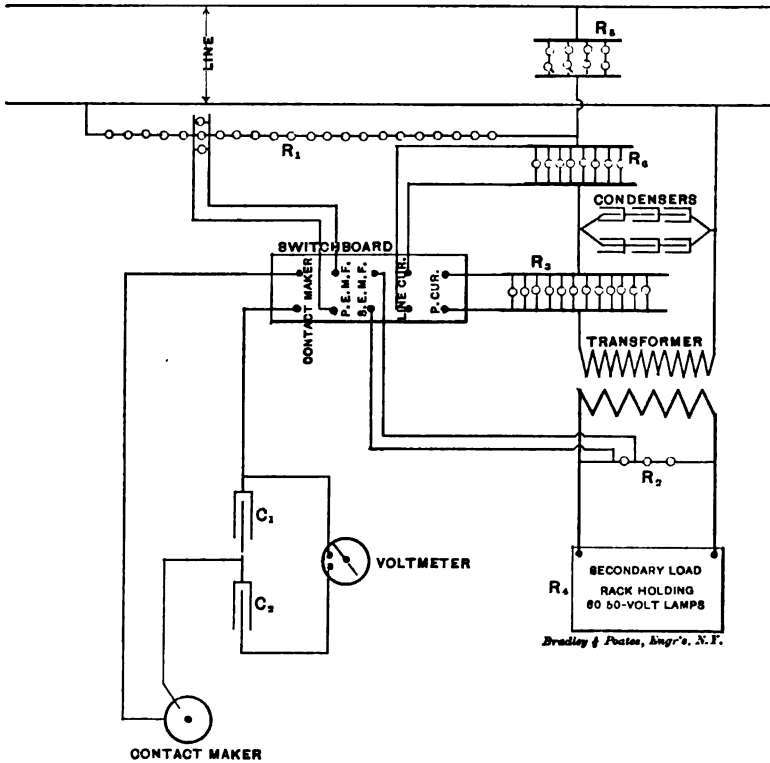 LINE
R₅
R₁
R₆
CONDENSERS
SWITCHBOARD
CONTACT MAKER
P.E.M.F.
S.E.M.F.
LINE CUR.
P. CUR.
R₃
TRANSFORMER
R₂
C₁
VOLTMETER
C₂
R₄
SECONDARY LOAD
RACK HOLDING
60 50-VOLT LAMPS
Bradley & Poates, Engr's, N.Y.
CONTACT MAKER